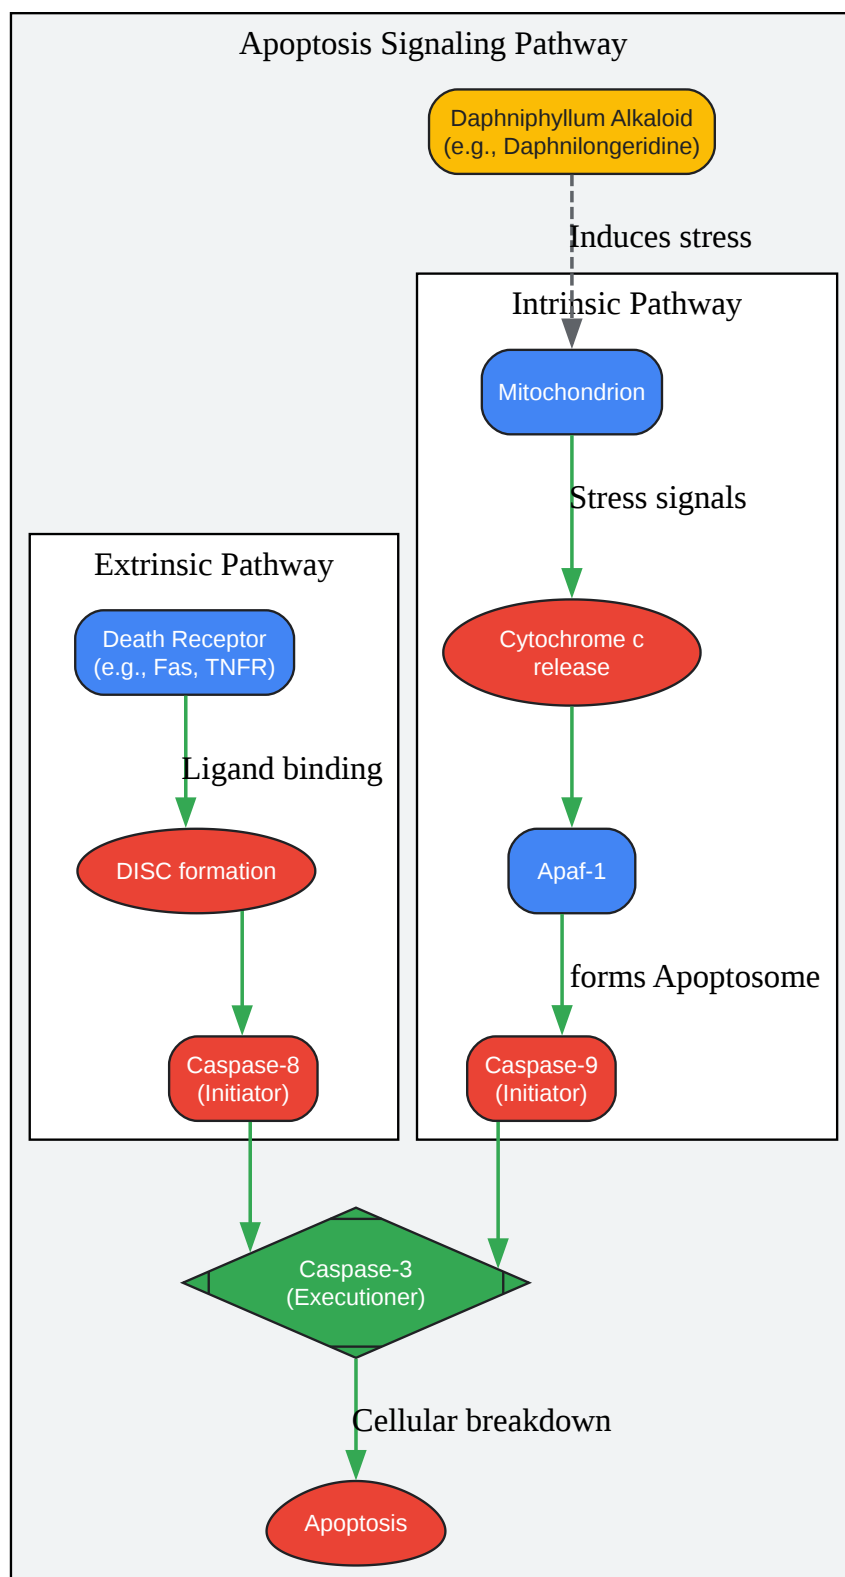 Apoptosis Signaling Pathway
Daphniphyllum Alkaloid
(e.g., Daphnilongeridine)
Induces stress
Intrinsic Pathway
Mitochondrion
Stress signals
Extrinsic Pathway
Death Receptor
(e.g., Fas, TNFR)
Cytochrome c
release
Ligand binding
DISC formation
Apaf-1
forms Apoptosome
Caspase-8
(Initiator)
Caspase-9
(Initiator)
Caspase-3
(Executioner)
Cellular breakdown
Apoptosis